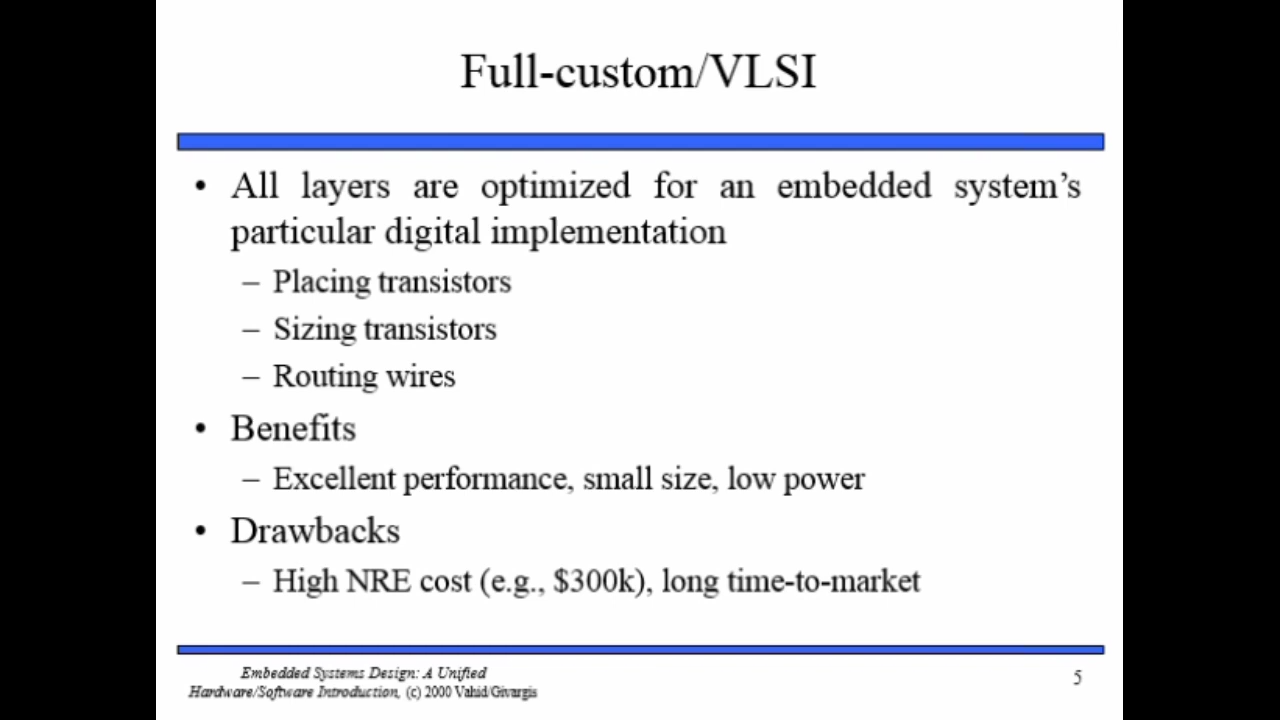 Full-custom/VLSI
• All layers are optimized for an embedded system's
particular digital implementation
– Placing transistors
– Sizing transistors
– Routing wires
• Benefits
– Excellent performance, small size, low power
• Drawbacks
– High NRE cost (e.g., $300k), long time-to-market
Embedded Systems Design: A Unified
Hardware/Software Introduction, (c) 2000 Vahid/Givargis
5